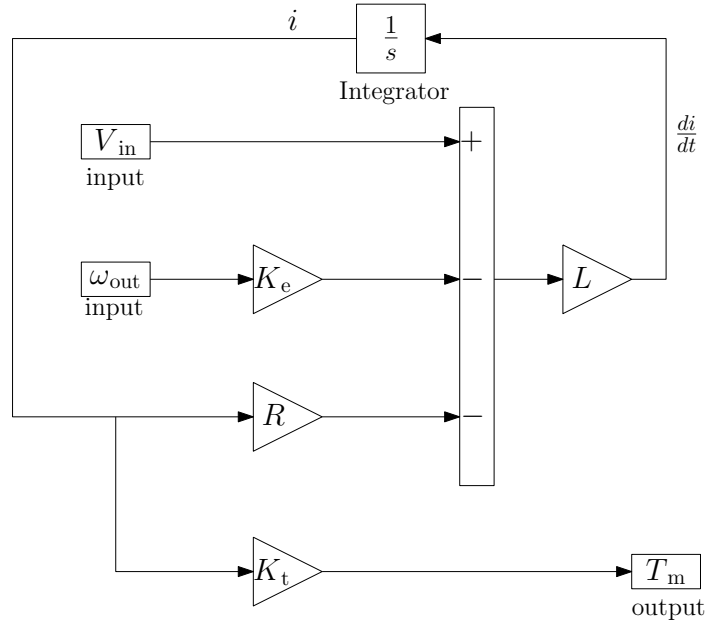 i
1/s
Integrator
di/dt
V_in
+
input
ω_out
K_e
−
L
input
R
−
K_t
T_m
output